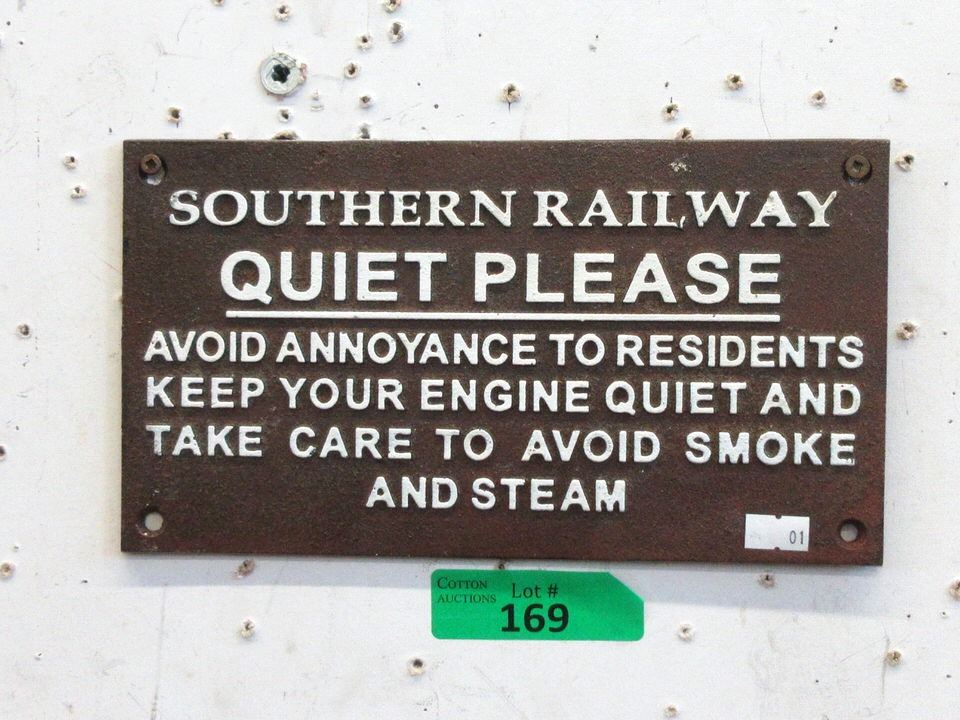 SOUTHERN RAILWAY
QUIET PLEASE
AVOID ANNOYANCE TO RESIDENTS
KEEP YOUR ENGINE QUIET AND
TAKE CARE TO AVOID SMOKE
AND STEAM
01
COTTON
AUCTIONS
Lot #
169